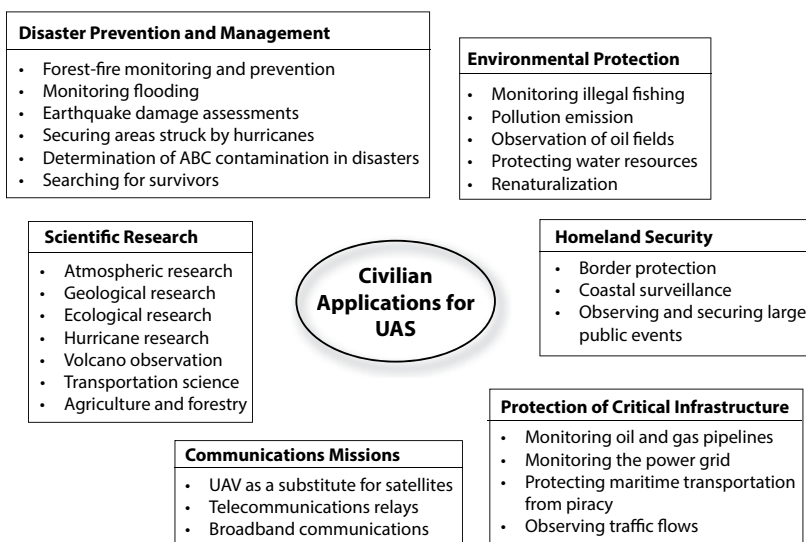 Disaster Prevention and Management
• Forest-fire monitoring and prevention
• Monitoring flooding
• Earthquake damage assessments
• Securing areas struck by hurricanes
• Determination of ABC contamination in disasters
• Searching for survivors
Environmental Protection
• Monitoring illegal fishing
• Pollution emission
• Observation of oil fields
• Protecting water resources
• Renaturalization
Scientific Research
• Atmospheric research
• Geological research
• Ecological research
• Hurricane research
• Volcano observation
• Transportation science
• Agriculture and forestry
Civilian
Applications for
UAS
Homeland Security
• Border protection
• Coastal surveillance
• Observing and securing large
public events
Communications Missions
• UAV as a substitute for satellites
• Telecommunications relays
• Broadband communications
Protection of Critical Infrastructure
• Monitoring oil and gas pipelines
• Monitoring the power grid
• Protecting maritime transportation
from piracy
• Observing traffic flows